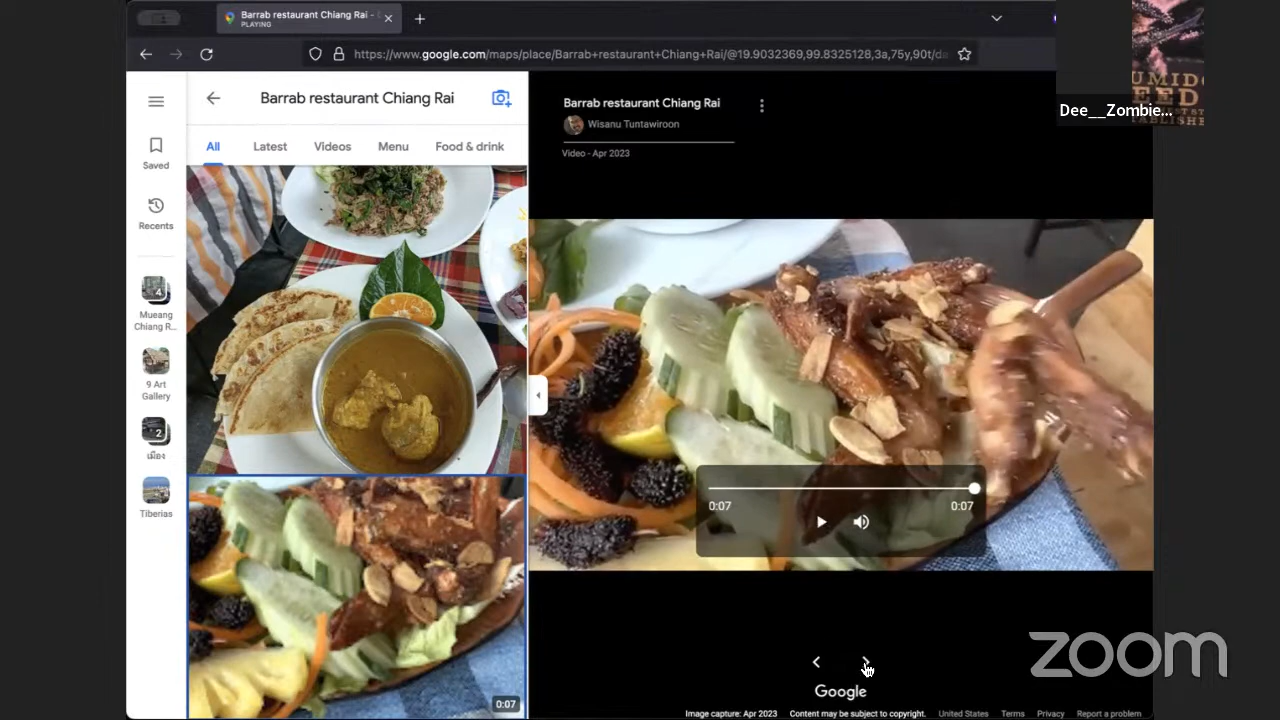 Barrab restaurant Chiang Rai -
PLAYING
https://www.google.com/maps/place/Barrab+restaurant+Chiang+Rai/@19.9032369,99.8325128,3a,75y,90t/da
Dee__Zombie...
Barrab restaurant Chiang Rai
All
Latest
Videos
Menu
Food & drink
Saved
Recents
4
Mueang
Chiang R...
9 Art
Gallery
2
เมือง
Tiberias
0:07
Barrab restaurant Chiang Rai
Wisanu Tuntawiroon
Video - Apr 2023
0:07
0:07
Google
Image capture: Apr 2023
Content may be subject to copyright.
United States
Terms
Privacy
Report a problem
zoom